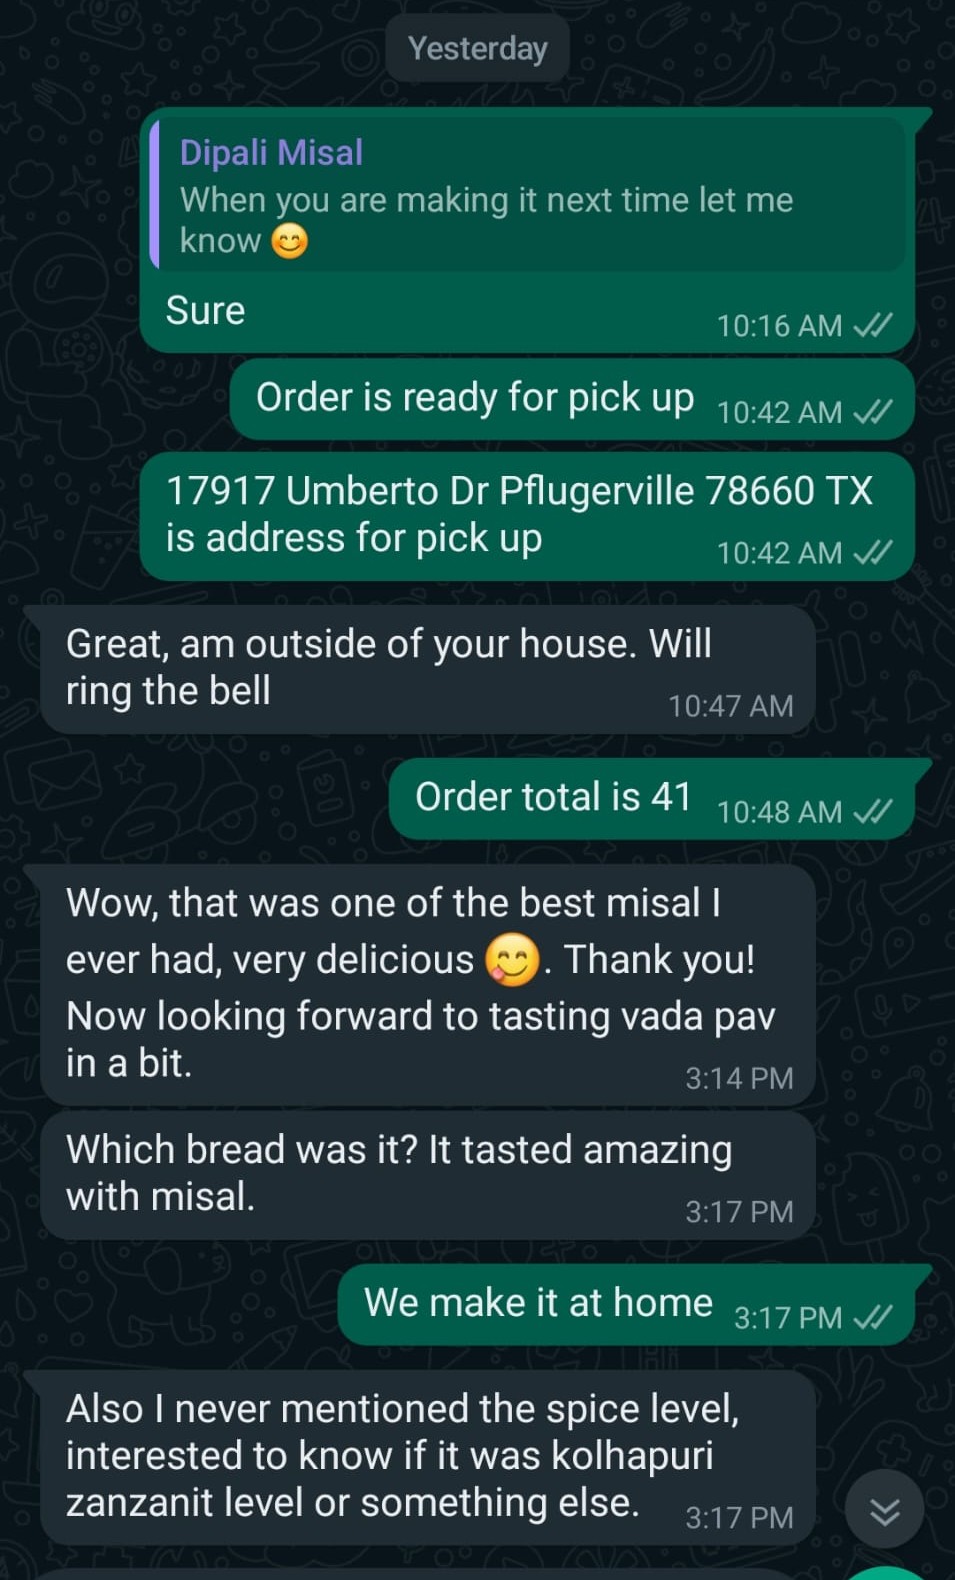 Yesterday
Dipali Misal
When you are making it next time let me
know 😊
Sure
10:16 AM
Order is ready for pick up 10:42 AM
17917 Umberto Dr Pflugerville 78660 TX
is address for pick up
10:42 AM
Great, am outside of your house. Will
ring the bell
10:47 AM
Order total is 41 10:48 AM
Wow, that was one of the best misal I
ever had, very delicious 😋. Thank you!
Now looking forward to tasting vada pav
in a bit.
3:14 PM
Which bread was it? It tasted amazing
with misal.
3:17 PM
We make it at home 3:17 PM
Also I never mentioned the spice level,
interested to know if it was kolhapuri
zanzanit level or something else.
3:17 PM